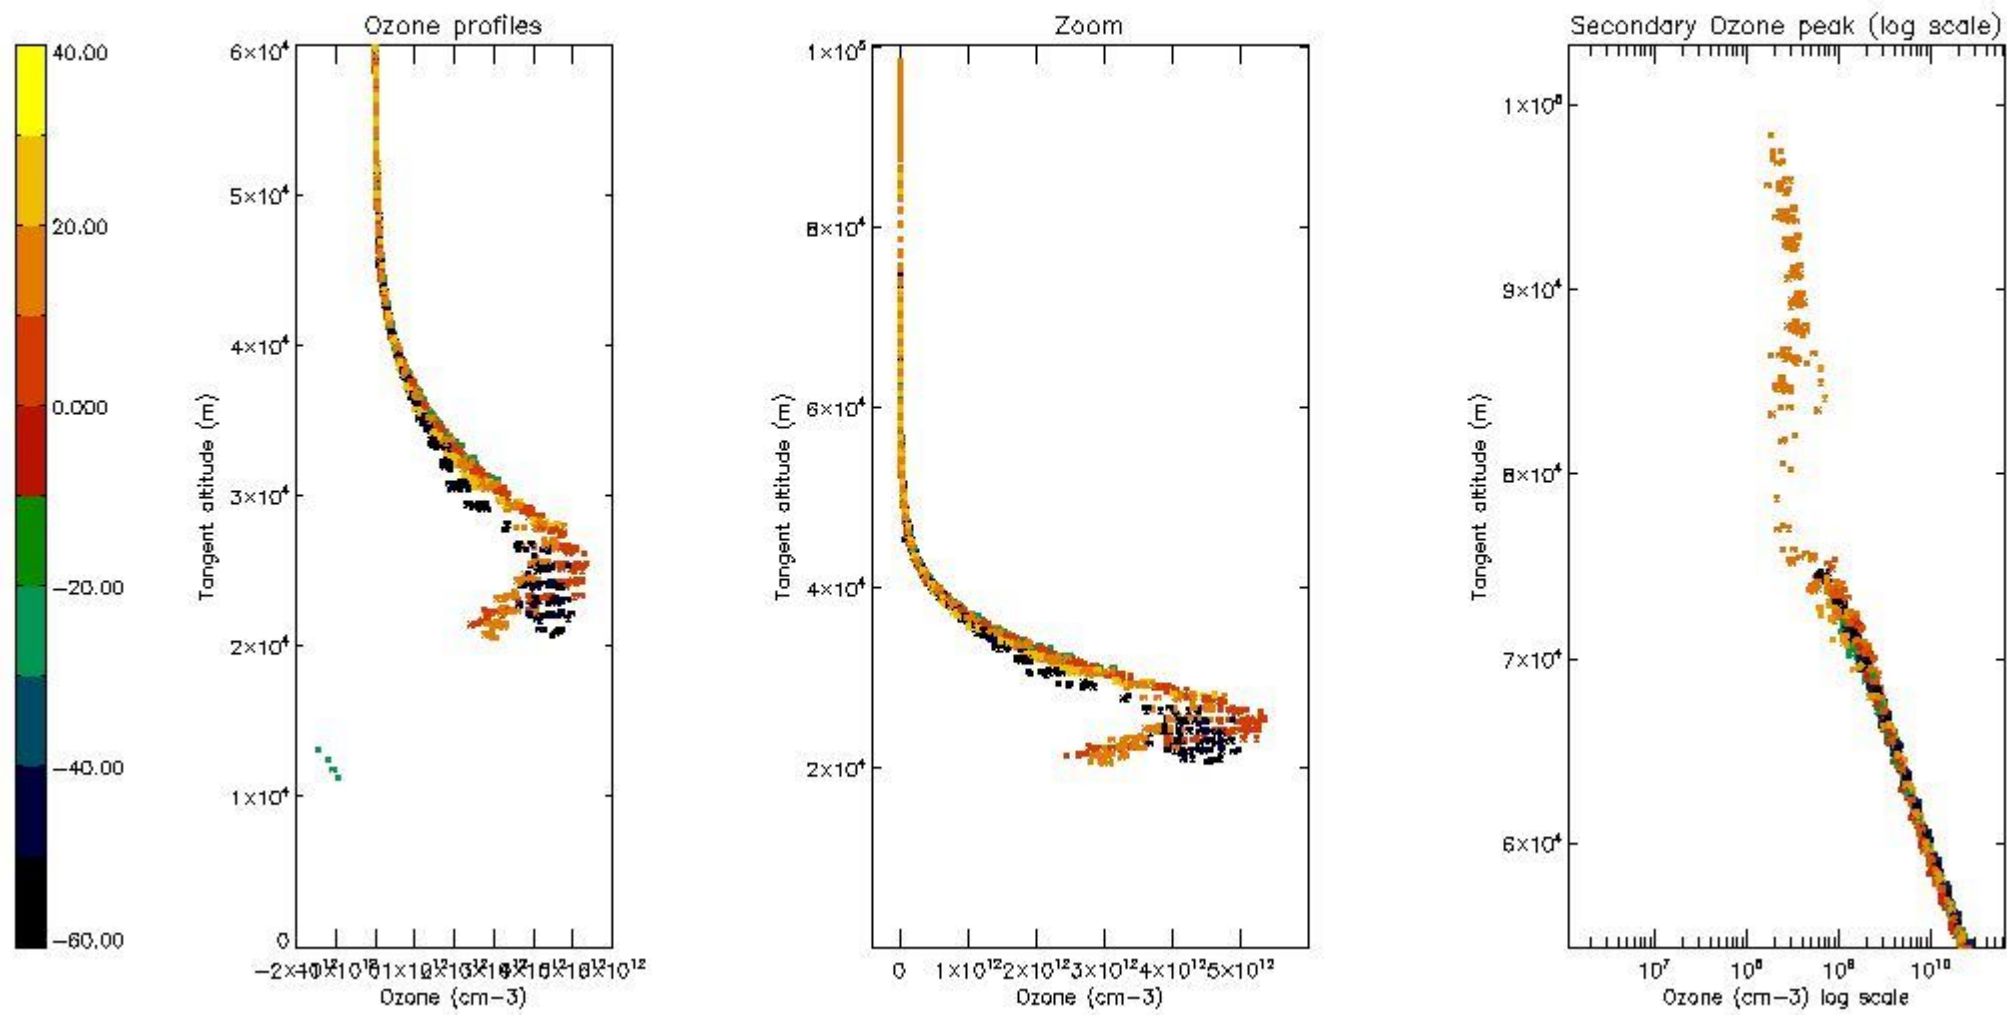 Ozone profiles
Zoom
Secondary Ozone peak (log scale)
40.00
20.00
0.000
−20.00
−40.00
−60.00
6×10⁴
5×10⁴
4×10⁴
3×10⁴
2×10⁴
1×10⁴
0
Tangent altitude (m)
Ozone (cm−3)
1×10⁵
8×10⁴
6×10⁴
4×10⁴
2×10⁴
Tangent altitude (m)
0 1×10¹² 2×10¹² 3×10¹² 4×10¹² 5×10¹²
Ozone (cm−3)
9×10⁴
8×10⁴
7×10⁴
6×10⁴
Tangent altitude (m)
10⁷ 10⁸ 10⁹ 10¹⁰
Ozone (cm−3) log scale